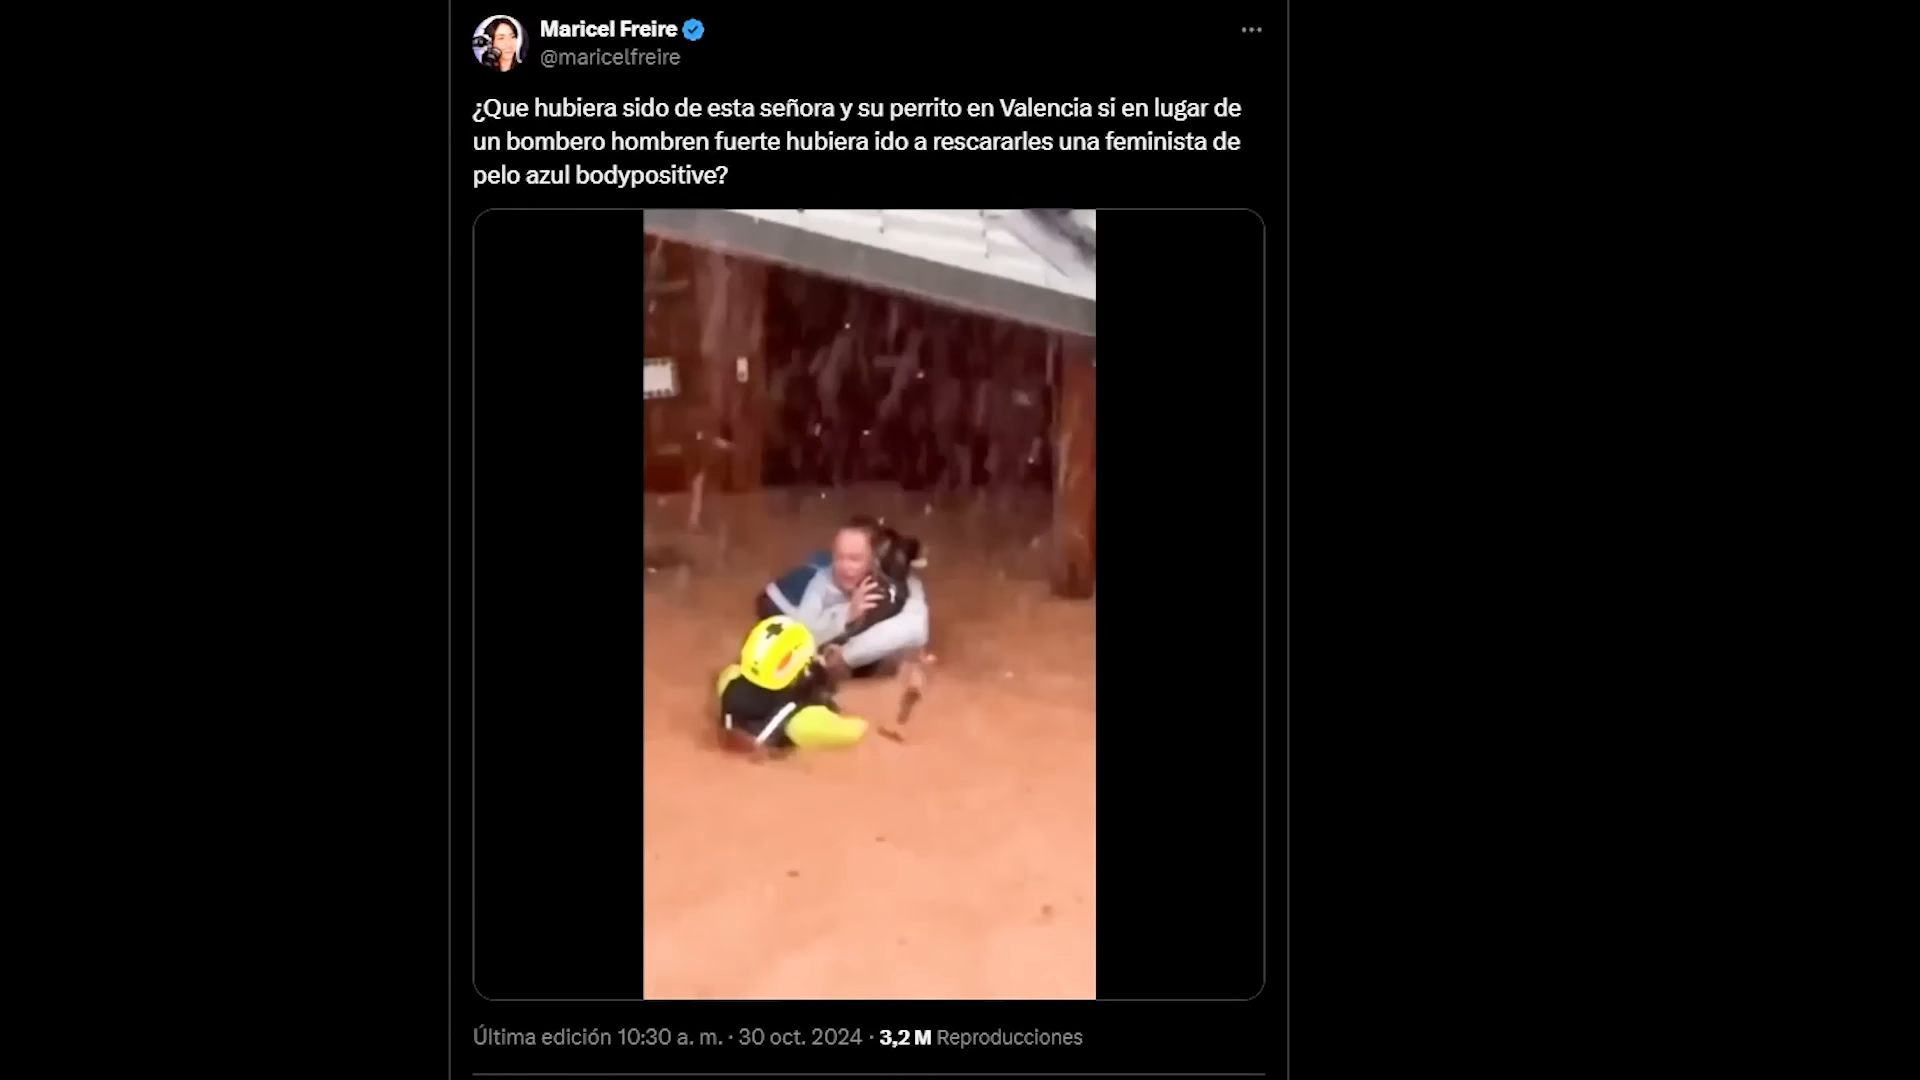 Maricel Freire
@maricelfreire
¿Que hubiera sido de esta señora y su perrito en Valencia si en lugar de
un bombero hombren fuerte hubiera ido a rescararles una feminista de
pelo azul bodypositive?
Última edición 10:30 a. m. · 30 oct. 2024 · 3,2 M Reproducciones